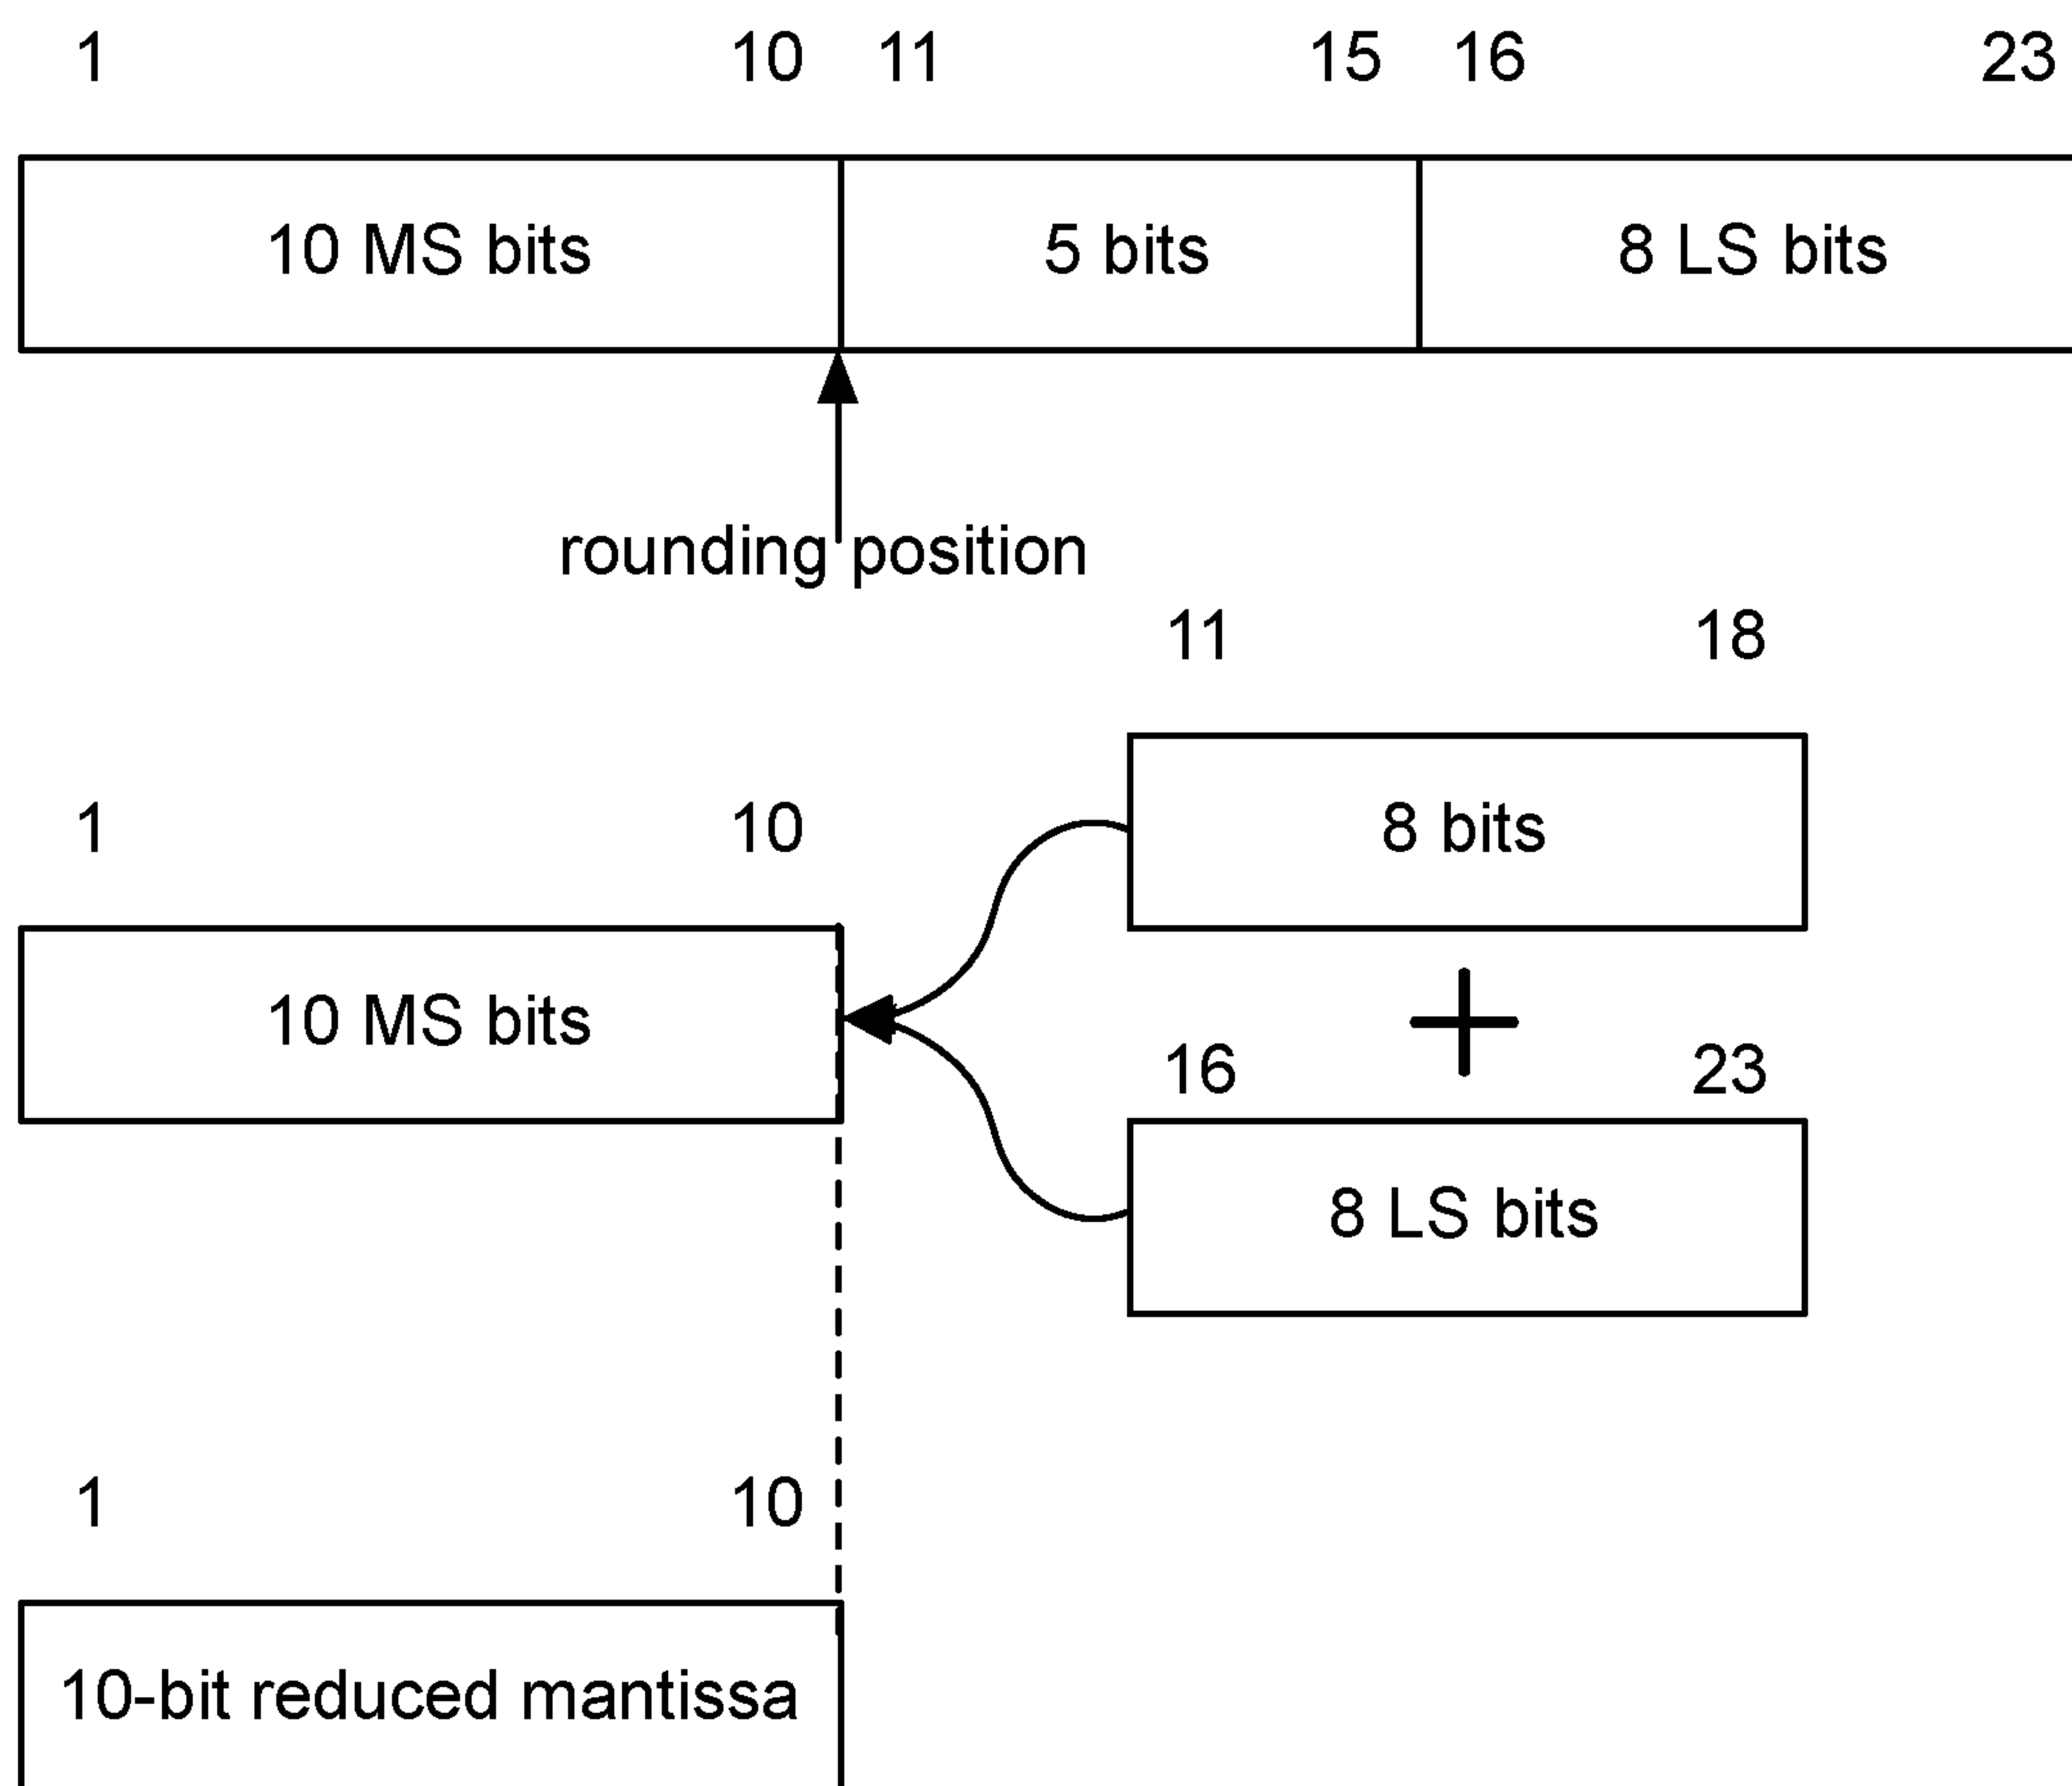 1 10 11 15 16 23
10 MS bits 5 bits 8 LS bits
rounding position
11 18
8 bits
1 10
10 MS bits
16 23
8 LS bits
1 10
10-bit reduced mantissa